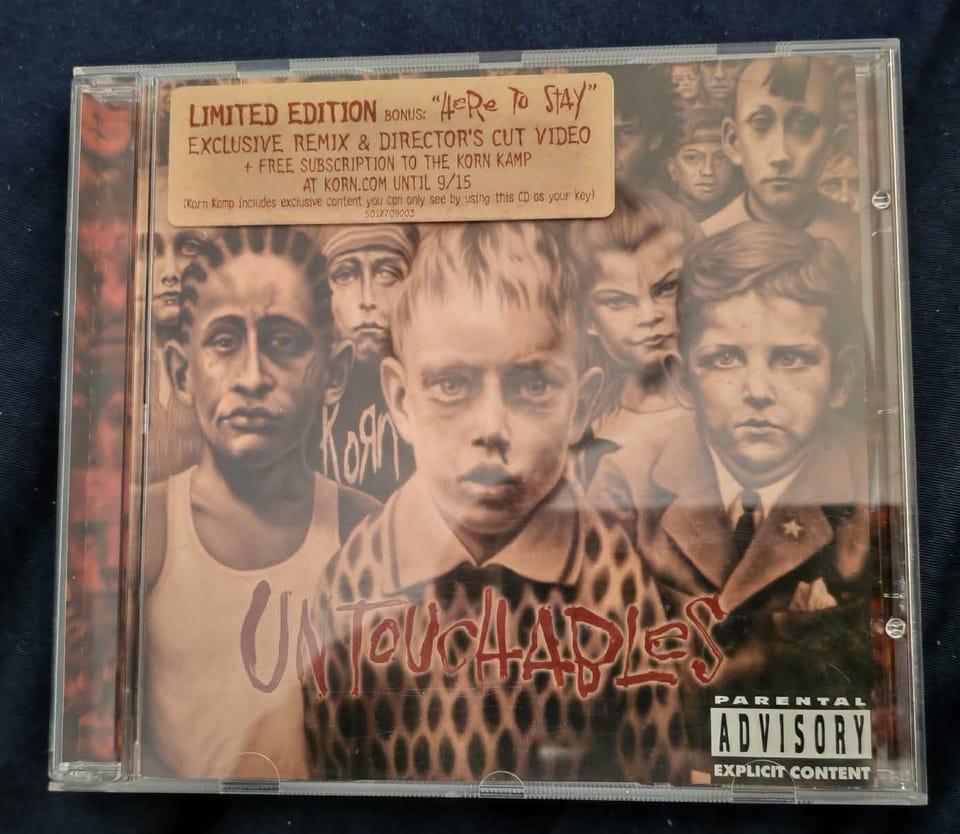 LIMITED EDITION BONUS: "HeRe To StAY"
EXCLUSIVE REMIX & DIRECTOR'S CUT VIDEO
+ FREE SUBSCRIPTION TO THE KORN KAMP
AT KORN.COM UNTIL 9/15
(Korn Kamp includes exclusive content you can only see by using this CD as your key)
5017709003
KoЯn
UNToUCHABLeS
PARENTAL
ADVISORY
EXPLICIT CONTENT